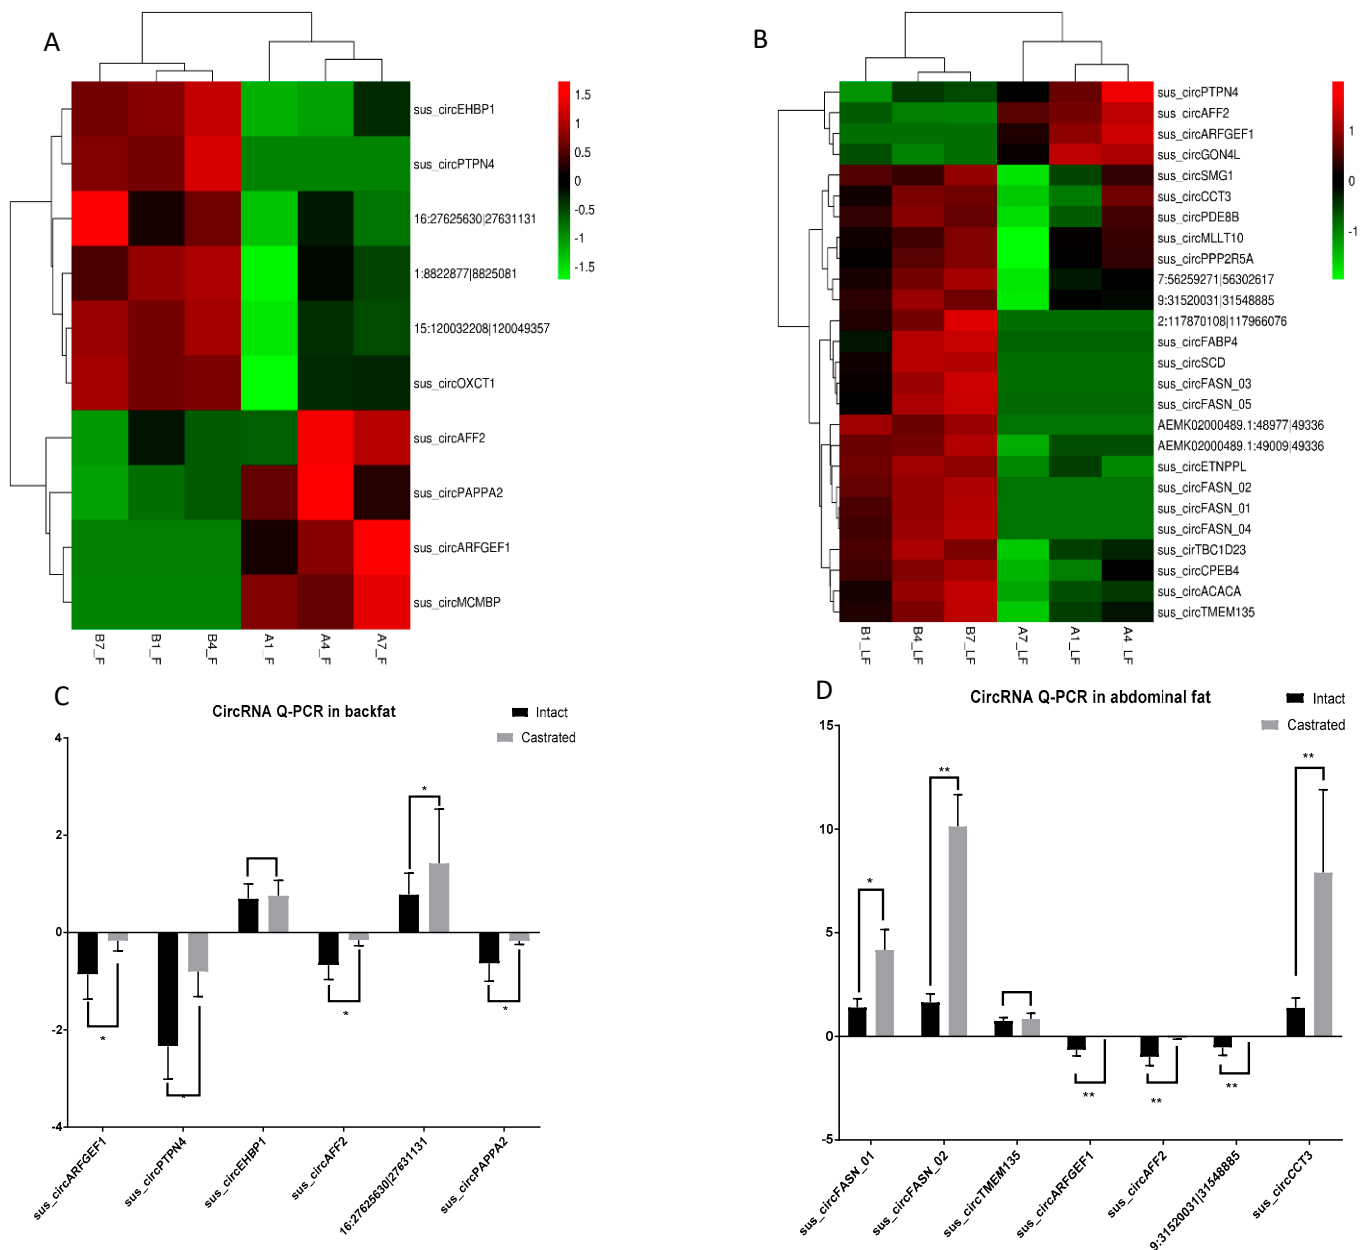 A
1.5
1
0.5
0
-0.5
-1
-1.5
sus_circEHBP1
sus_circPTPN4
16:27625630|27631131
1:8822877|8825081
15:120032208|120049357
sus_circOXCT1
sus_circAFF2
sus_circPAPPA2
sus_circARFGEF1
sus_circMCMBP
B7_F
B1_F
B4_F
A1_F
A4_F
A7_F
B
1
0
-1
sus_circPTPN4
sus_circAFF2
sus_circARFGEF1
sus_circGON4L
sus_circSMG1
sus_circCCT3
sus_circPDE8B
sus_circMLLT10
sus_circPPP2R5A
7:56259271|56302617
9:31520031|31548885
2:117870108|117966076
sus_circFABP4
sus_circSCD
sus_circFASN_03
sus_circFASN_05
AEMK02000489.1:48977|49336
AEMK02000489.1:49009|49336
sus_circETNPPL
sus_circFASN_02
sus_circFASN_01
sus_circFASN_04
sus_cirTBC1D23
sus_circCPEB4
sus_circACACA
sus_circTMEM135
B1_LF
B4_LF
B7_LF
A7_LF
A1_LF
A4_LF
C
CircRNA Q-PCR in backfat
Intact
Castrated
4
2
0
-2
-4
*
*
*
*
*
sus_circARFGEF1
sus_circPTPN4
sus_circEHBP1
sus_circAFF2
16:27625630|27631131
sus_circPAPPA2
D
CircRNA Q-PCR in abdominal fat
Intact
Castrated
15
10
5
0
-5
*
**
**
**
**
**
sus_circFASN_01
sus_circFASN_02
sus_circTMEM135
sus_circARFGEF1
sus_circAFF2
9:31520031|31548885
sus_circCCT3